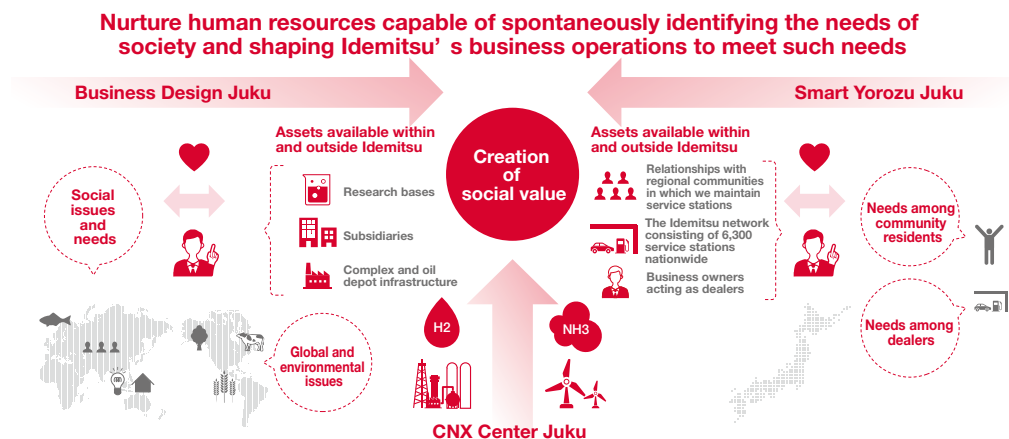 Nurture human resources capable of spontaneously identifying the needs of
society and shaping Idemitsu’ s business operations to meet such needs
Business Design Juku
Smart Yorozu Juku
Assets available within
and outside Idemitsu
Social
issues
and
needs
Research bases
Subsidiaries
Complex and oil
depot infrastructure
Global and
environmental
issues
Creation
of
social value
Assets available within
and outside Idemitsu
Relationships with
regional communities
in which we maintain
service stations
The Idemitsu network
consisting of 6,300
service stations
nationwide
Business owners
acting as dealers
Needs among
community
residents
Needs among
dealers
H2
NH3
CNX Center Juku